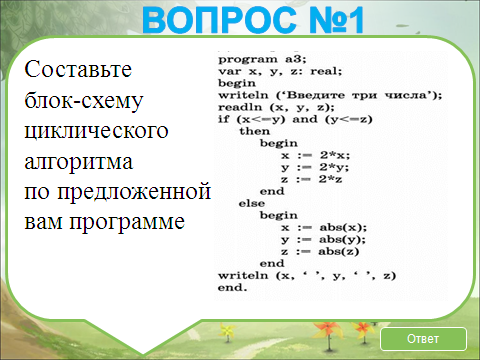 ВОПРОС №1
Составьте
блок-схему
циклического
алгоритма
по предложенной
вам программе
program a3;
var x, y, z: real;
begin
writeln (‘Введите три числа’);
readln (x, y, z);
if (x<=y) and (y<=z)
then
begin
x := 2*x;
y := 2*y;
z := 2*z
end
else
begin
x := abs(x);
y := abs(y);
z := abs(z)
end
writeln (x, ‘ ’, y, ‘ ’, z)
end.
Ответ